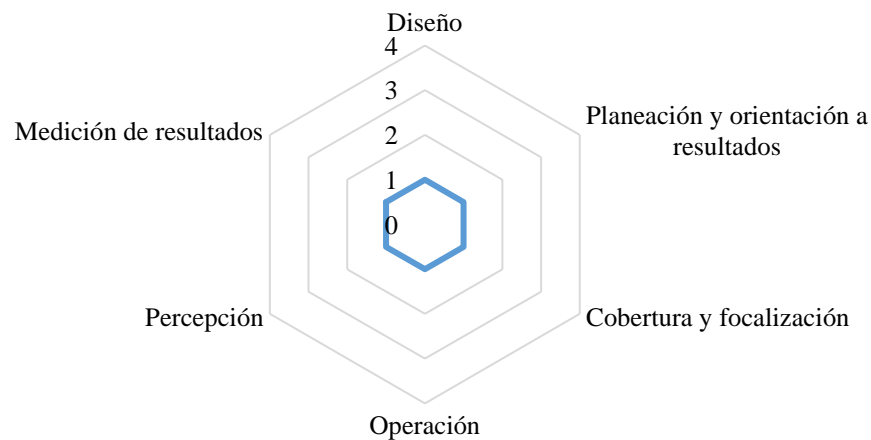 Diseño
4
3
2
1
0
Planeación y orientación a
resultados
Medición de resultados
Percepción
Cobertura y focalización
Operación